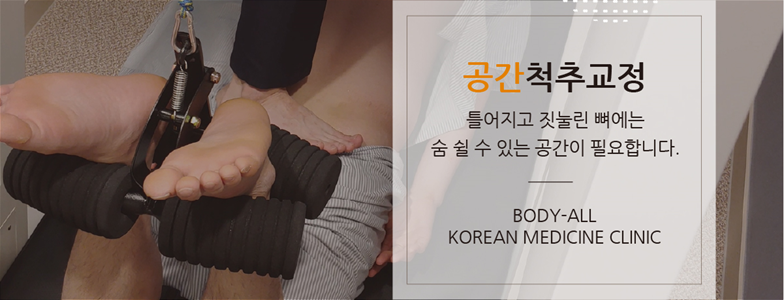 공간척추교정
틀어지고 짓눌린 뼈에는
숨 쉴 수 있는 공간이 필요합니다.
BODY-ALL
KOREAN MEDICINE CLINIC